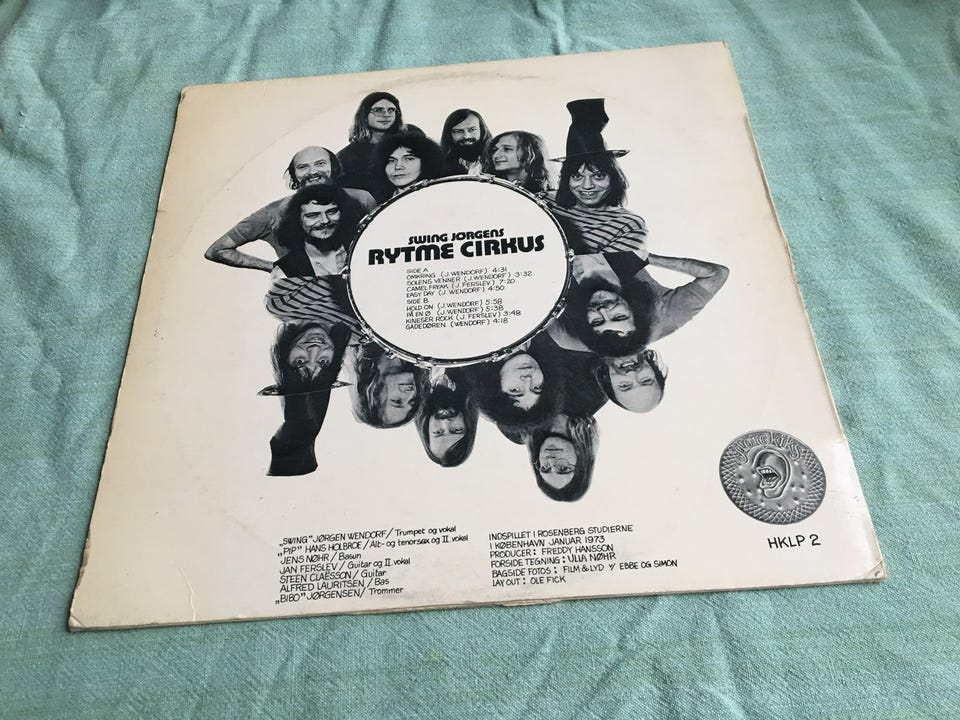 SWING JØRGENS
RYTME CIRKUS
SIDE A
OMKRING (J. WENDORF) 4:31
SOLENS VENNER (J. WENDORF) 3:32
CAMEL FRYAK (J. FERSLEV) 7:20
EASY DAY (J. WENDORF) 4:50
SIDE B
HOLD ON (J. WENDORF) 5:58
PÅ EN Ø (J. WENDORF) 5:38
KINESER ROCK (J. FERSLEV) 3:48
GADEDØREN (WENDORF) 4:18
HKLP 2
„SWING" JØRGEN WENDORF / Trumpet og vokal
„PIP" HANS HOLBROE / Alt- og tenorsax og II. vokal
JENS NØHR / Basun
JAN FERSLEV / Guitar og II. vokal
STEEN CLAËSSON / Guitar
ALFRED LAURITSEN / Bas
„BIBO" JØRGENSEN / Trommer
INDSPILLET I ROSENBERG STUDIERNE
I KØBENHAVN JANUAR 1973
PRODUCER: FREDDY HANSSON
FORSIDE TEGNING: ULLA NØHR
BAGSIDE FOTOS: FILM & LYD V/ EBBE OG SIMON
LAY OUT: OLE FICK